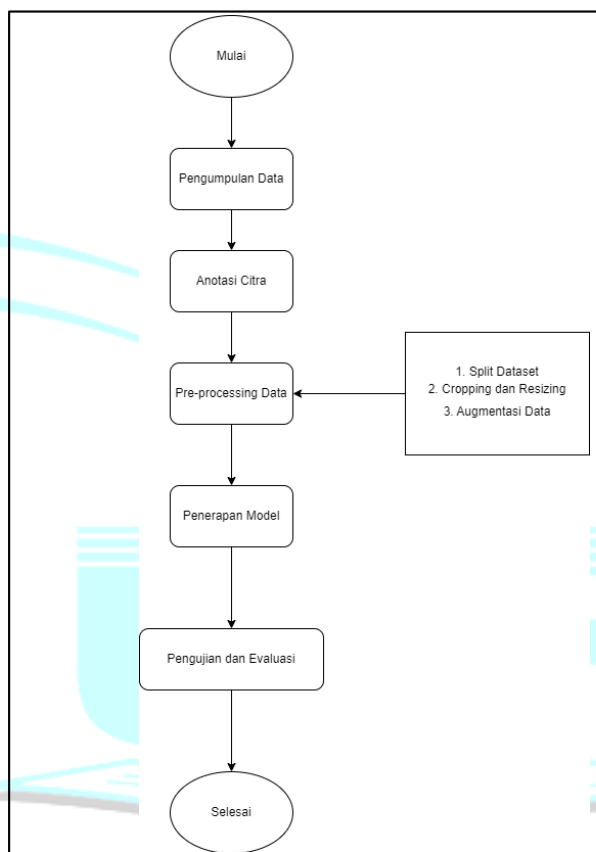 Mulai
Pengumpulan Data
Anotasi Citra
Pre-processing Data
1. Split Dataset
2. Cropping dan Resizing
3. Augmentasi Data
Penerapan Model
Pengujian dan Evaluasi
Selesai